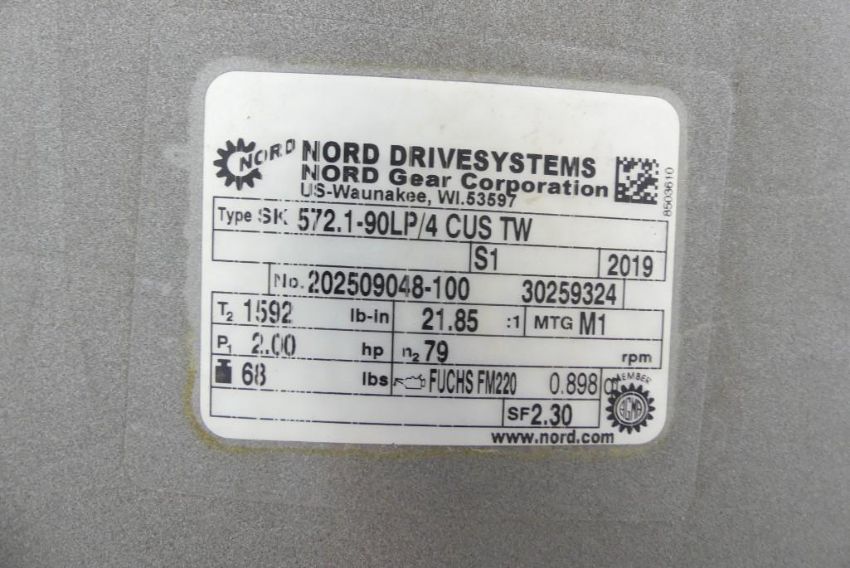 NORD
NORD DRIVESYSTEMS
NORD Gear Corporation
US-Waunakee, WI.53597
8503610
Type SK 572.1-90LP/4 CUS TW
S1 2019
No. 202509048-100 30259324
T2 1592 lb-in 21.85 :1 MTG M1
P1 2.00 hp n2 79 rpm
68 lbs FUCHS FM220 0.898
MEMBER
AGMA
SF 2.30
www.nord.com